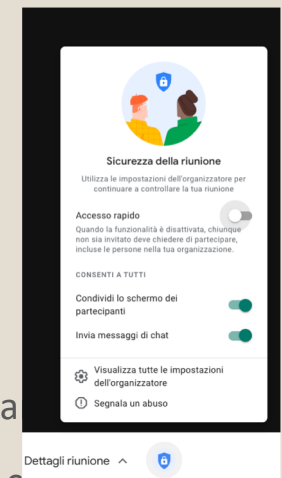 Sicurezza della riunione
Utilizza le impostazioni dell'organizzatore per
continuare a controllare la tua riunione
Accesso rapido
Quando la funzionalità è disattivata, chiunque
non sia invitato deve chiedere di partecipare,
incluse le persone nella tua organizzazione.
CONSENTI A TUTTI
Condividi lo schermo dei
partecipanti
Invia messaggi di chat
Visualizza tutte le impostazioni
dell'organizzatore
Segnala un abuso
a
Dettagli riunione